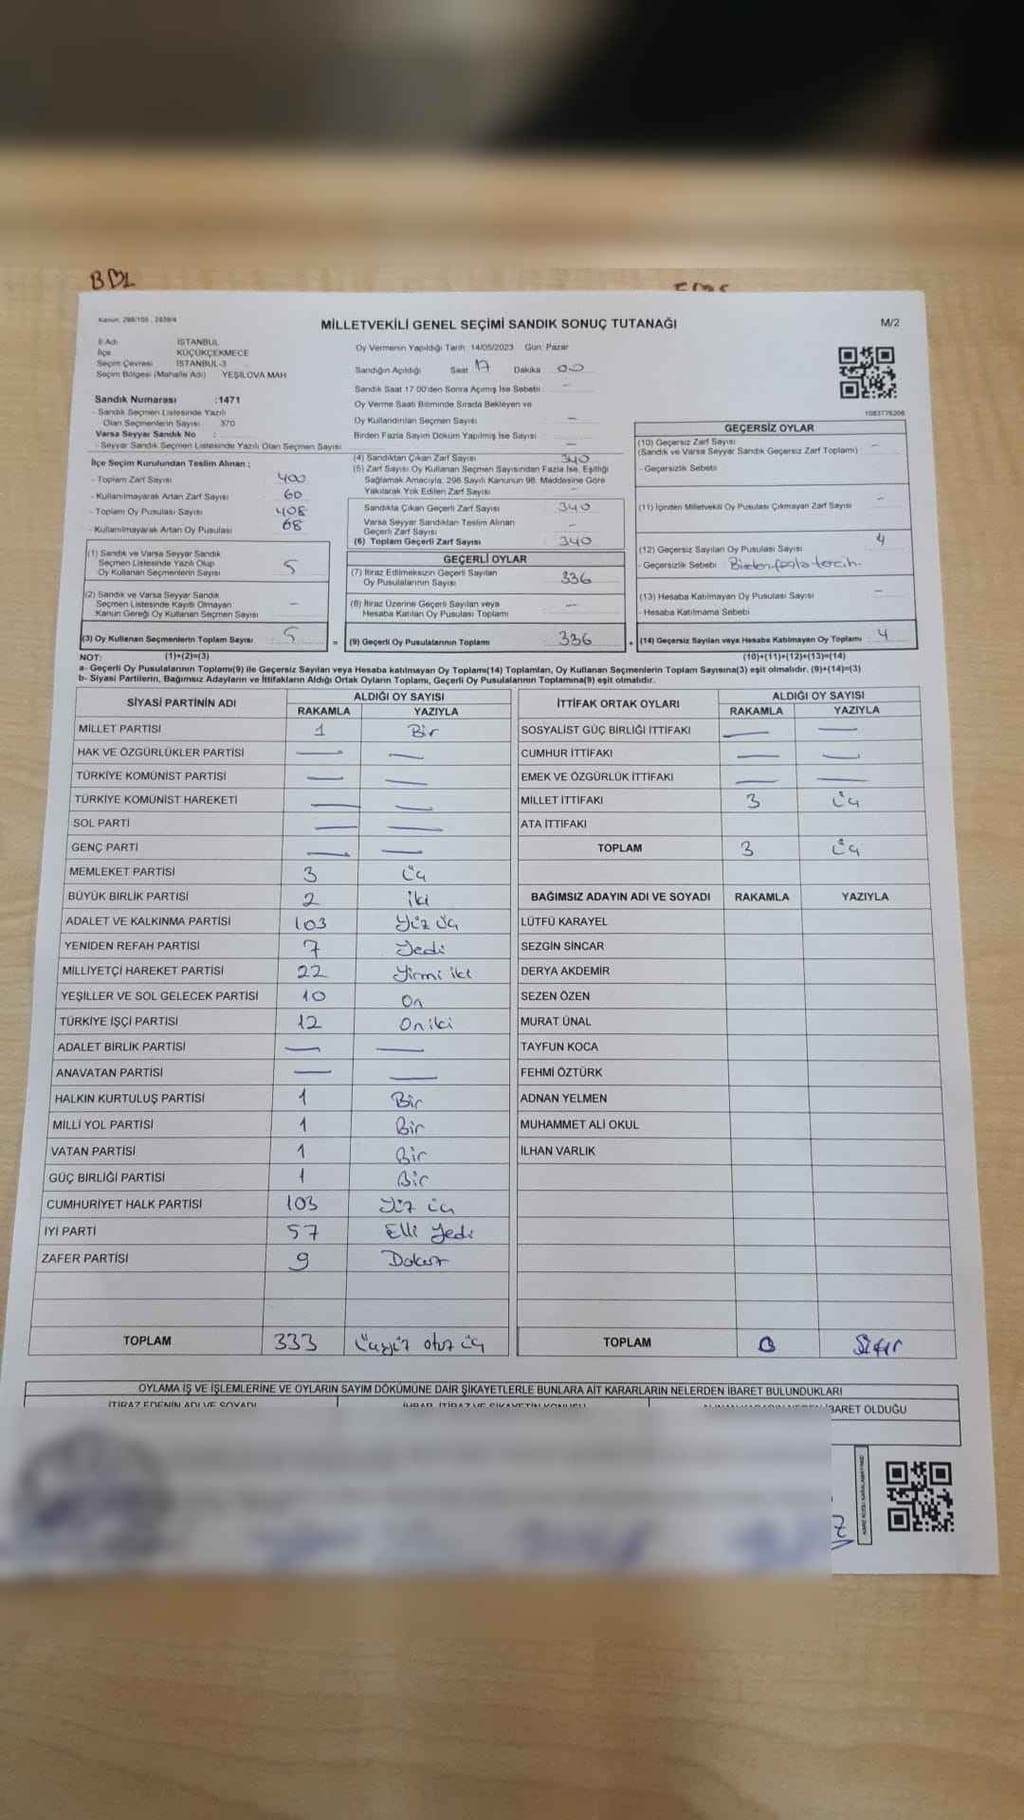 BDL
Kanun: 298/105 , 2839/4
MİLLETVEKİLİ GENEL SEÇİMİ SANDIK SONUÇ TUTANAĞI
M/2
İl Adı İSTANBUL
İlçe KÜÇÜKÇEKMECE
Seçim Çevresi İSTANBUL-3
Seçim Bölgesi (Mahalle Adı) YEŞİLOVA MAH
Sandık Numarası :1471
- Sandık Seçmen Listesinde Yazılı
Olan Seçmenlerin Sayısı 370
Varsa Seyyar Sandık No :
- Seyyar Sandık Seçmen Listesinde Yazılı Olan Seçmen Sayısı
Oy Vermenin Yapıldığı Tarih 14/05/2023 Gün: Pazar
Sandığın Açıldığı Saat 17 Dakika 00
Sandık Saat 17.00'den Sonra Açılmış İse Sebebi –
Oy Verme Saati Bitiminde Sırada Bekleyen ve
Oy Kullandırılan Seçmen Sayısı –
Birden Fazla Sayım Döküm Yapılmış İse Sayısı –
1083776206
İlçe Seçim Kurulundan Teslim Alınan ;
- Toplam Zarf Sayısı 400
- Kullanılmayarak Artan Zarf Sayısı 60
- Toplam Oy Pusulası Sayısı 408
- Kullanılmayarak Artan Oy Pusulası 68
(4) Sandıktan Çıkan Zarf Sayısı 340
(5) Zarf Sayısı Oy Kullanan Seçmen Sayısından Fazla İse, Eşitliği
Sağlamak Amacıyla, 298 Sayılı Kanunun 98. Maddesine Göre
Yakılarak Yok Edilen Zarf Sayısı –
Sandıkta Çıkan Geçerli Zarf Sayısı 340
Varsa Seyyar Sandıktan Teslim Alınan
Geçerli Zarf Sayısı –
(6) Toplam Geçerli Zarf Sayısı 340
GEÇERSİZ OYLAR
(10) Geçersiz Zarf Sayısı –
(Sandık ve Varsa Seyyar Sandık Geçersiz Zarf Toplamı)
- Geçersizlik Sebebi
(11) İçinden Milletvekili Oy Pusulası Çıkmayan Zarf Sayısı –
(12) Geçersiz Sayılan Oy Pusulası Sayısı 4
- Geçersizlik Sebebi Birden fazla tercih.
(13) Hesaba Katılmayan Oy Pusulası Sayısı –
- Hesaba Katılmama Sebebi
(1) Sandık ve Varsa Seyyar Sandık
Seçmen Listesinde Yazılı Olup
Oy Kullanan Seçmenlerin Sayısı 5
(2) Sandık ve Varsa Seyyar Sandık
Seçmen Listesinde Kayıtlı Olmayan
Kanun Gereği Oy Kullanan Seçmen Sayısı –
GEÇERLİ OYLAR
(7) İtiraz Edilmeksizin Geçerli Sayılan
Oy Pusulalarının Sayısı 336
(8) İtiraz Üzerine Geçerli Sayılan veya
Hesaba Katılan Oy Pusulası Toplamı –
(3) Oy Kullanan Seçmenlerin Toplam Sayısı 5 = (9) Geçerli Oy Pusulalarının Toplamı 336 + (14) Geçersiz Sayılan veya Hesaba Katılmayan Oy Toplamı 4
NOT: (1)+(2)=(3) (10)+(11)+(12)+(13)=(14)
a- Geçerli Oy Pusulalarının Toplamı(9) ile Geçersiz Sayılan veya Hesaba katılmayan Oy Toplamı(14) Toplamları, Oy Kullanan Seçmenlerin Toplam Sayısına(3) eşit olmalıdır. (9)+(14)=(3)
b- Siyasi Partilerin, Bağımsız Adayların ve İttifakların Aldığı Ortak Oyların Toplamı, Geçerli Oy Pusulalarının Toplamına(9) eşit olmalıdır.
SİYASİ PARTİNİN ADI ALDIĞI OY SAYISI
RAKAMLA YAZIYLA
MİLLET PARTİSİ 1 Bir
HAK VE ÖZGÜRLÜKLER PARTİSİ — —
TÜRKİYE KOMÜNİST PARTİSİ — —
TÜRKİYE KOMÜNİST HAREKETİ — —
SOL PARTİ — —
GENÇ PARTİ — —
MEMLEKET PARTİSİ 3 Üç
BÜYÜK BİRLİK PARTİSİ 2 İki
ADALET VE KALKINMA PARTİSİ 103 Yüz üç
YENİDEN REFAH PARTİSİ 7 Yedi
MİLLİYETÇİ HAREKET PARTİSİ 22 Yirmi iki
YEŞİLLER VE SOL GELECEK PARTİSİ 10 On
TÜRKİYE İŞÇİ PARTİSİ 12 On iki
ADALET BİRLİK PARTİSİ — —
ANAVATAN PARTİSİ — —
HALKIN KURTULUŞ PARTİSİ 1 Bir
MİLLİ YOL PARTİSİ 1 Bir
VATAN PARTİSİ 1 Bir
GÜÇ BİRLİĞİ PARTİSİ 1 Bir
CUMHURİYET HALK PARTİSİ 103 Yüz üç
İYİ PARTİ 57 Elli yedi
ZAFER PARTİSİ 9 Dokuz
TOPLAM 333 Üçyüz otuz üç
İTTİFAK ORTAK OYLARI ALDIĞI OY SAYISI
RAKAMLA YAZIYLA
SOSYALİST GÜÇ BİRLİĞİ İTTİFAKI — —
CUMHUR İTTİFAKI — —
EMEK VE ÖZGÜRLÜK İTTİFAKI — —
MİLLET İTTİFAKI 3 Üç
ATA İTTİFAKI
TOPLAM 3 Üç
BAĞIMSIZ ADAYIN ADI VE SOYADI RAKAMLA YAZIYLA
LÜTFÜ KARAYEL
SEZGİN SİNCAR
DERYA AKDEMİR
SEZEN ÖZEN
MURAT ÜNAL
TAYFUN KOCA
FEHMİ ÖZTÜRK
ADNAN YELMEN
MUHAMMET ALİ OKUL
İLHAN VARLIK
TOPLAM 0 Sıfır
OYLAMA İŞ VE İŞLEMLERİNE VE OYLARIN SAYIM DÖKÜMÜNE DAİR ŞİKAYETLERLE BUNLARA AİT KARARLARIN NELERDEN İBARET BULUNDUKLARI
İTİRAZ EDENİN ADI VE SOYADI
İBARET OLDUĞU